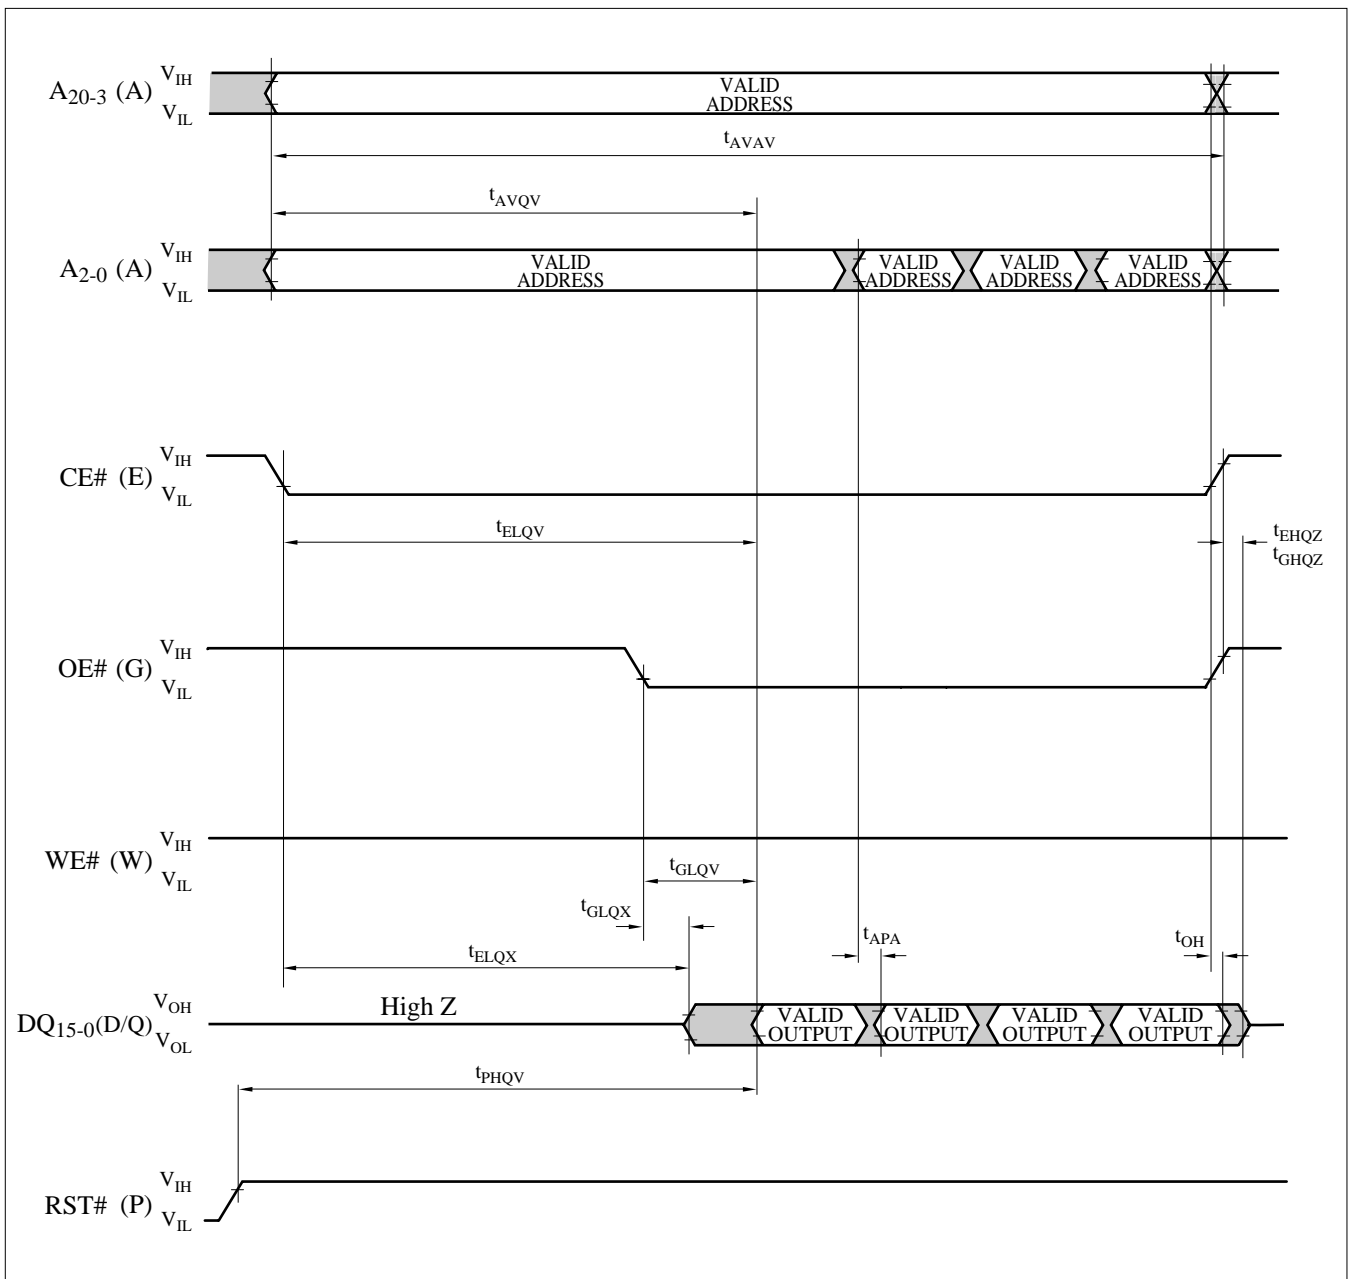 A20-3 (A) VIH
VIL
VALID
ADDRESS
tAVAV
tAVQV
A2-0 (A) VIH
VIL
VALID
ADDRESS
VALID
ADDRESS
VALID
ADDRESS
VALID
ADDRESS
CE# (E) VIH
VIL
tELQV
tEHQZ
tGHQZ
OE# (G) VIH
VIL
WE# (W) VIH
VIL
tGLQV
tGLQX
tELQX
tAPA
tOH
DQ15-0(D/Q) VOH
VOL
High Z
VALID
OUTPUT
VALID
OUTPUT
VALID
OUTPUT
VALID
OUTPUT
tPHQV
RST# (P) VIH
VIL